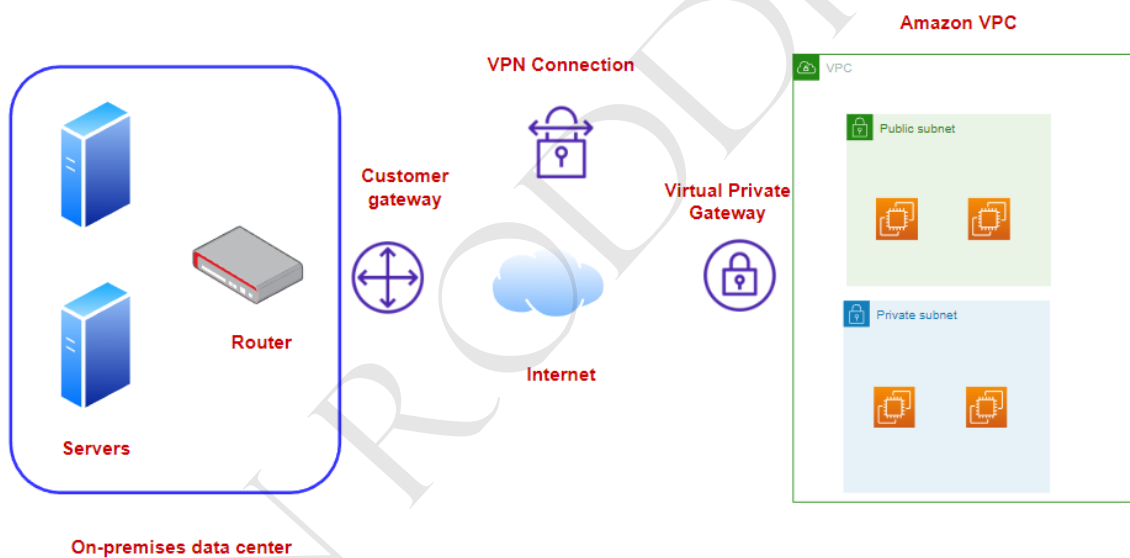 Amazon VPC
VPN Connection
VPC
Public subnet
Customer
gateway
Virtual Private
Gateway
Private subnet
Router
Internet
Servers
On-premises data center